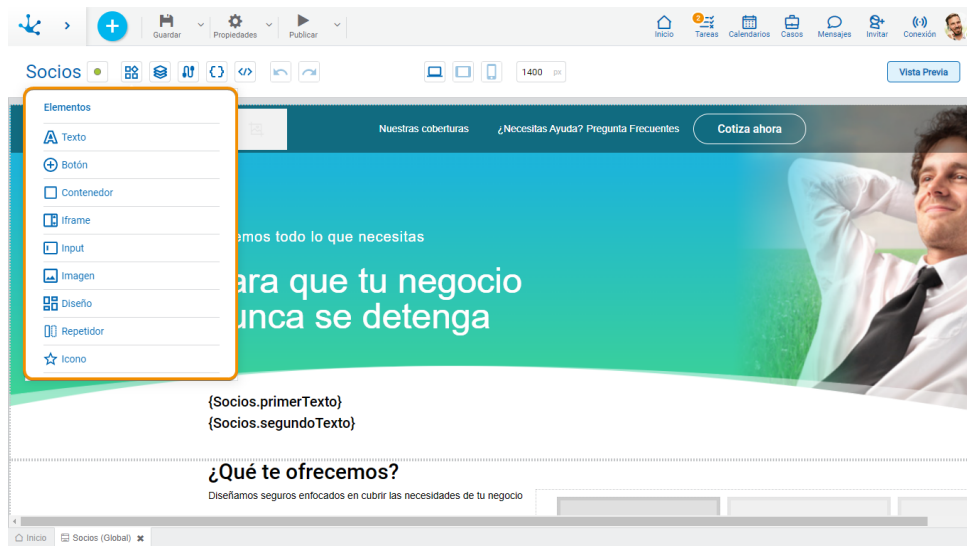 Guardar
Propiedades
Publicar
Inicio
2
Tareas
Calendarios
Casos
Mensajes
Invitar
Conexión
Socios
1400 px
Vista Previa
Elementos
Texto
Botón
Contenedor
Iframe
Input
Imagen
Diseño
Repetidor
Icono
Nuestras coberturas
¿Necesitas Ayuda? Pregunta Frecuentes
Cotiza ahora
emos todo lo que necesitas
ara que tu negocio
unca se detenga
{Socios.primerTexto}
{Socios.segundoTexto}
¿Qué te ofrecemos?
Diseñamos seguros enfocados en cubrir las necesidades de tu negocio
Inicio
Socios (Global)